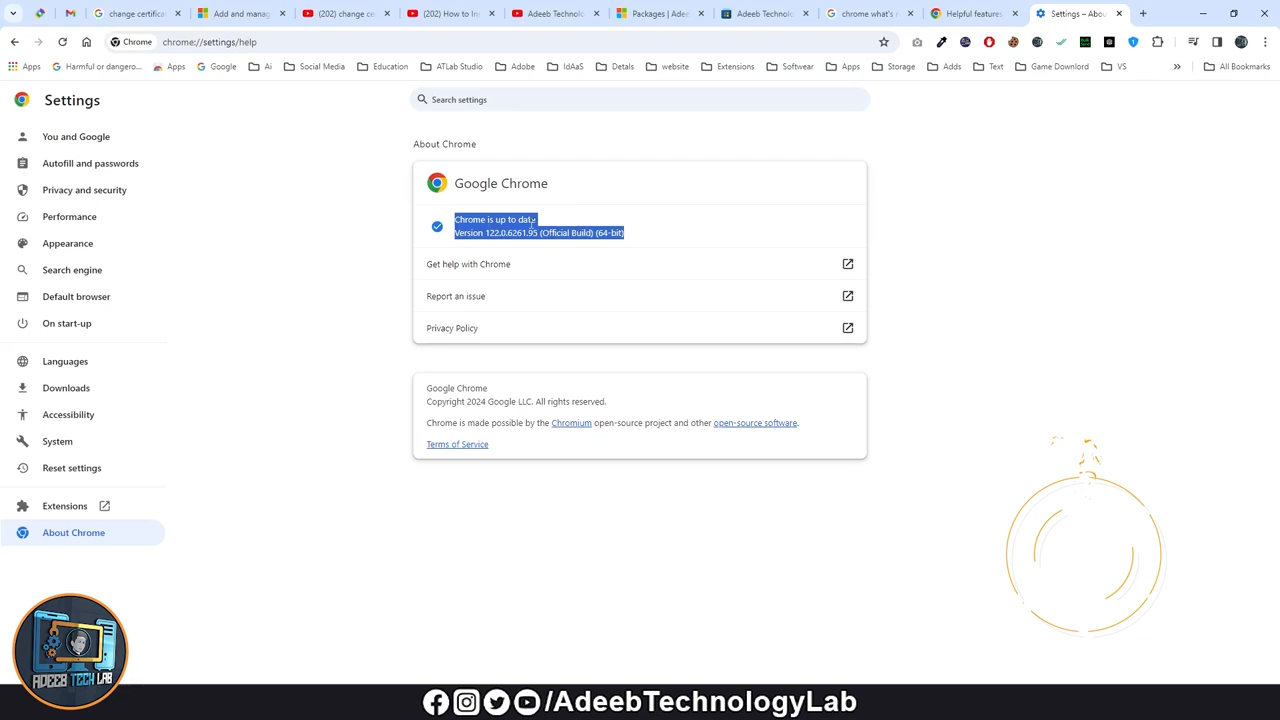 change certificat
Add and manag
(202) change ce
(202) How to In
Adeeb Technolo
Packages | Adee
Adeeb Technolo
chrome what's n
Helpful features
Settings – Abou
Chrome
chrome://settings/help
Apps
Harmful or dangero...
Apps
Google
Ai
Social Media
Education
ATLab Studio
Adobe
IdAaS
Detals
website
Extensions
Softwear
Apps
Storage
Adds
Text
Game Downlord
VS
All Bookmarks
Settings
Search settings
You and Google
Autofill and passwords
Privacy and security
Performance
Appearance
Search engine
Default browser
On start-up
Languages
Downloads
Accessibility
System
Reset settings
Extensions
About Chrome
About Chrome
Google Chrome
Chrome is up to date
Version 122.0.6261.95 (Official Build) (64-bit)
Get help with Chrome
Report an issue
Privacy Policy
Google Chrome
Copyright 2024 Google LLC. All rights reserved.
Chrome is made possible by the Chromium open-source project and other open-source software.
Terms of Service
ADEEB TECH LAB
/AdeebTechnologyLab